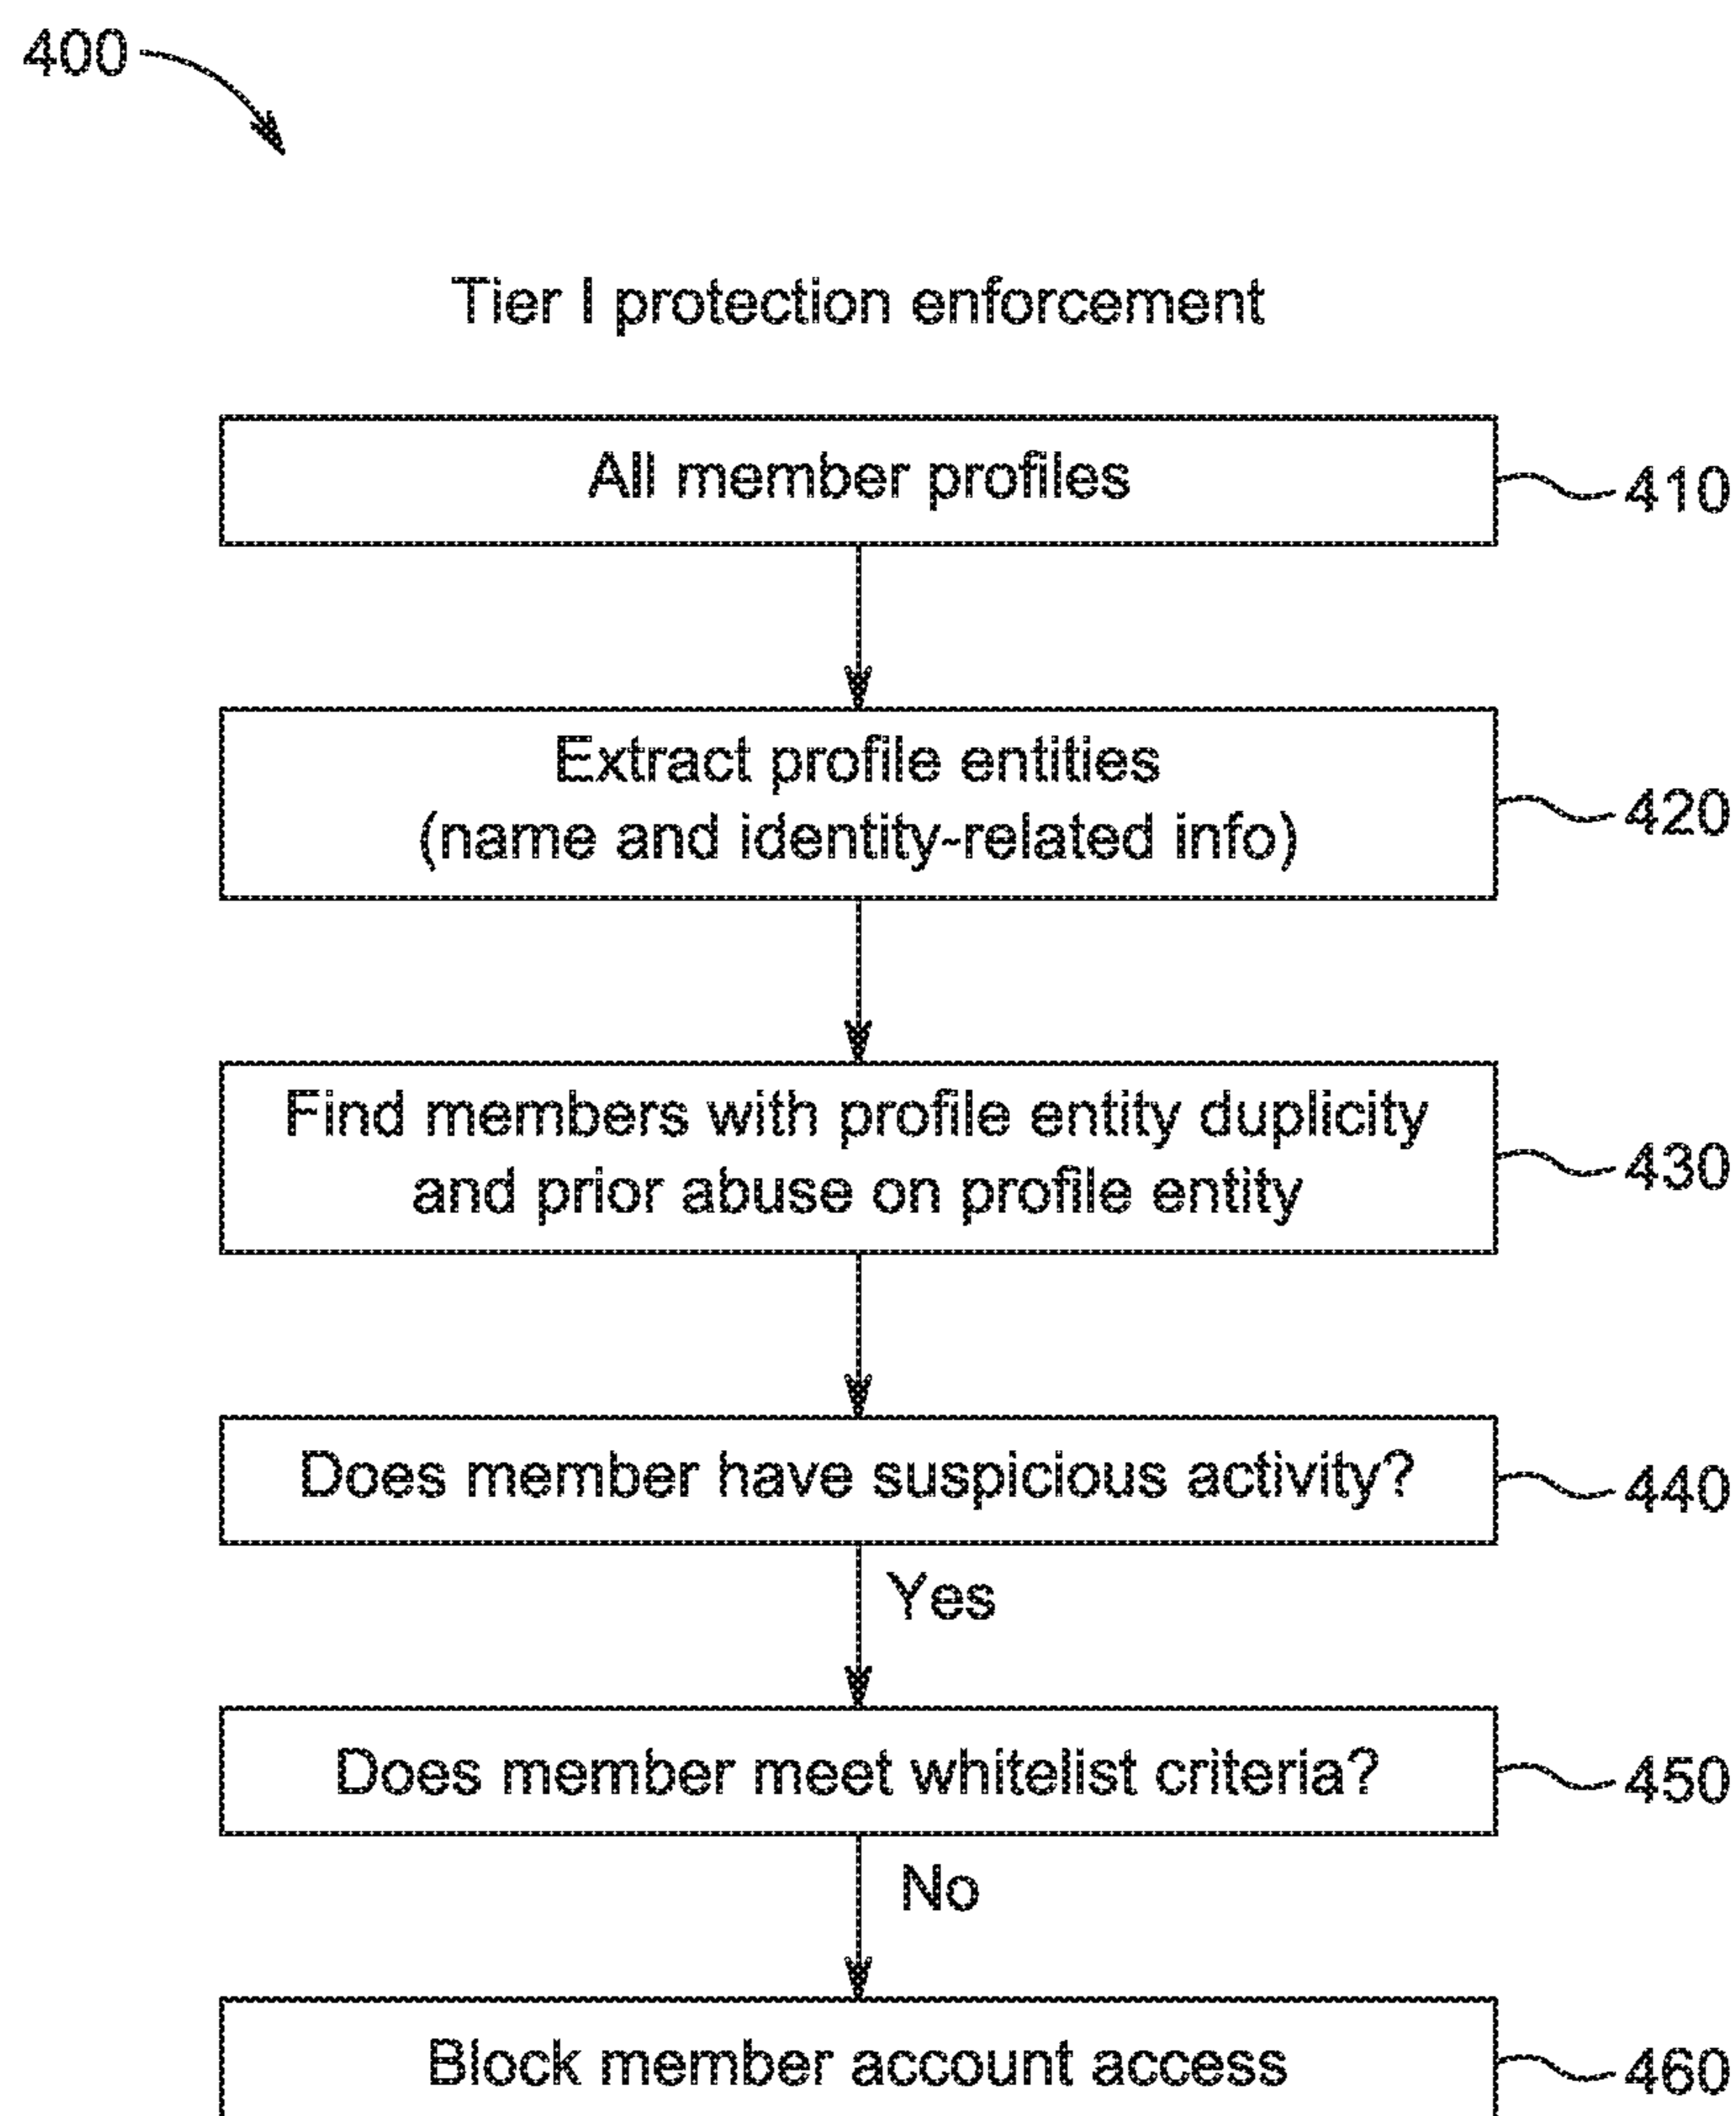 400
Tier I protection enforcement
All member profiles
410
Extract profile entities
(name and identity-related info)
420
Find members with profile entity duplicity
and prior abuse on profile entity
430
Does member have suspicious activity?
440
Yes
Does member meet whitelist criteria?
450
No
Block member account access
460